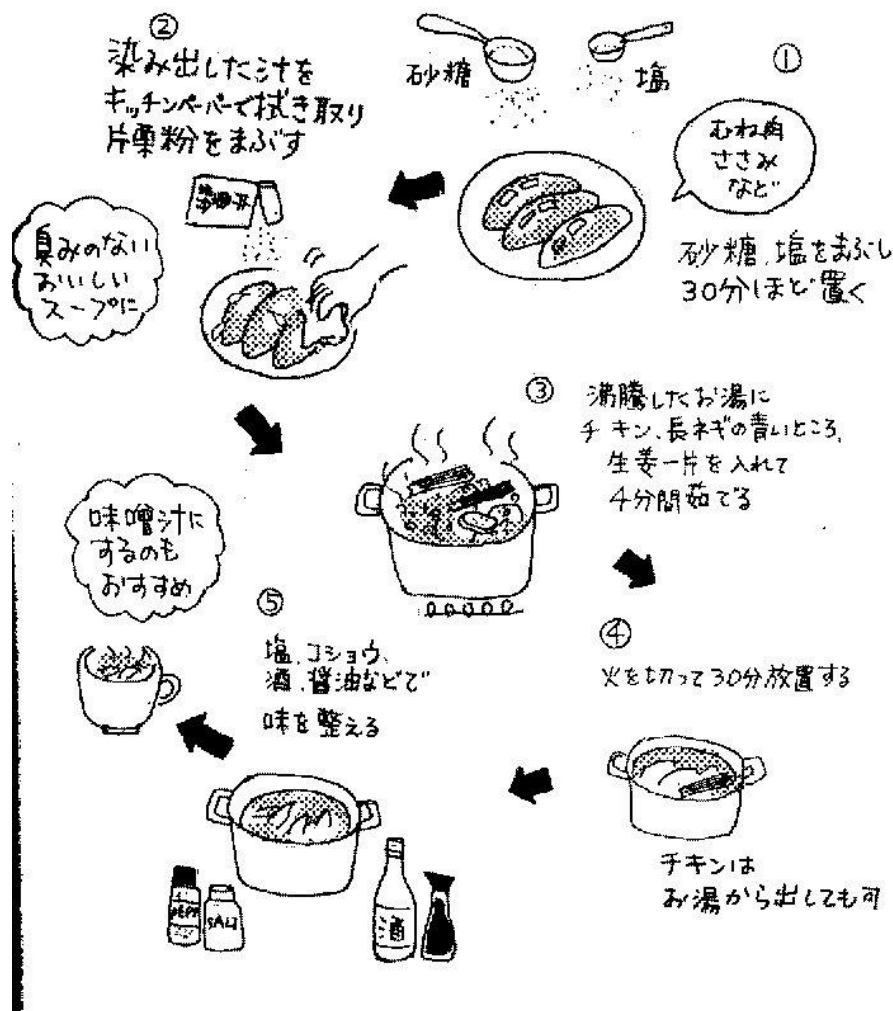 ①
砂糖
塩
むね肉
ささみ
など
砂糖、塩をまぶし
30分ほど置く
②
染み出した汁を
キッチンペーパーで拭き取り
片栗粉をまぶす
臭みのない
おいしい
スープに
③
沸騰したお湯に
チキン、長ネギの青いところ、
生姜一片を入れて
4分間茹でる
④
火を切って30分放置する
チキンは
お湯から出しても可
⑤
塩、コショウ、
酒、醤油などで
味を整える
SALT
酒
味噌汁に
するのも
おすすめ